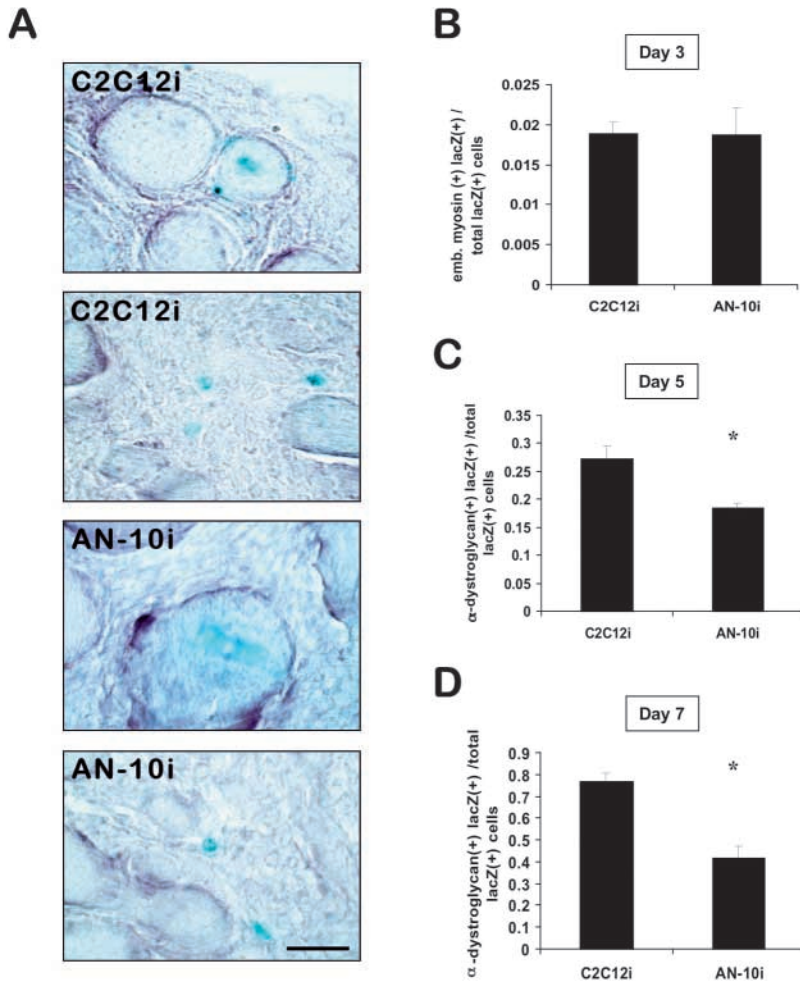 A
C2C12i
C2C12i
AN-10i
AN-10i
B
Day 3
emb. myosin (+) lacZ(+) /
total lacZ(+) cells
0.025
0.02
0.015
0.01
0.005
0
C2C12i
AN-10i
C
Day 5
α-dystroglycan(+) lacZ(+) /total
lacZ(+) cells
0.35
0.3
0.25
0.2
0.15
0.1
0.05
0
*
C2C12i
AN-10i
D
Day 7
α-dystroglycan(+) lacZ(+) /total
lacZ(+) cells
0.9
0.8
0.7
0.6
0.5
0.4
0.3
0.2
0.1
0
*
C2C12i
AN-10i